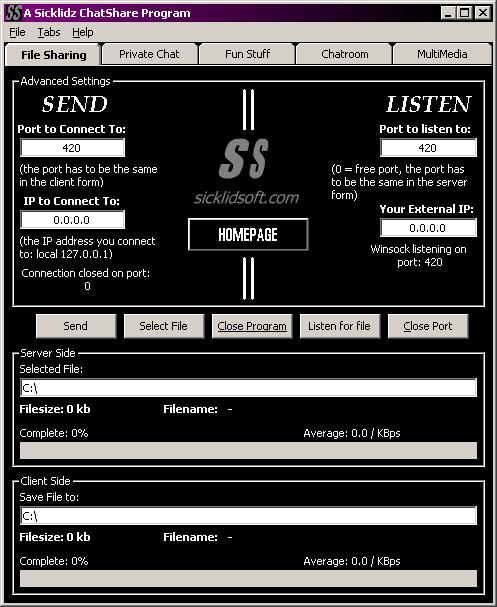 SS A Sicklidz ChatShare Program
File Tabs Help
File Sharing Private Chat Fun Stuff Chatroom MultiMedia
Advanced Settings
SEND
Port to Connect To:
420
(the port has to be the same
in the client form)
IP to Connect To:
0.0.0.0
(the IP address you connect
to: local 127.0.0.1)
Connection closed on port:
0
SS
sicklidsoft.com
HOMEPAGE
LISTEN
Port to listen to:
420
(0 = free port, the port has
to be the same in the server
form)
Your External IP:
0.0.0.0
Winsock listening on
port: 420
Send Select File Close Program Listen for file Close Port
Server Side
Selected File:
C:\
Filesize: 0 kb Filename: -
Complete: 0% Average: 0.0 / KBps
Client Side
Save File to:
C:\
Filesize: 0 kb Filename: -
Complete: 0% Average: 0.0 / KBps